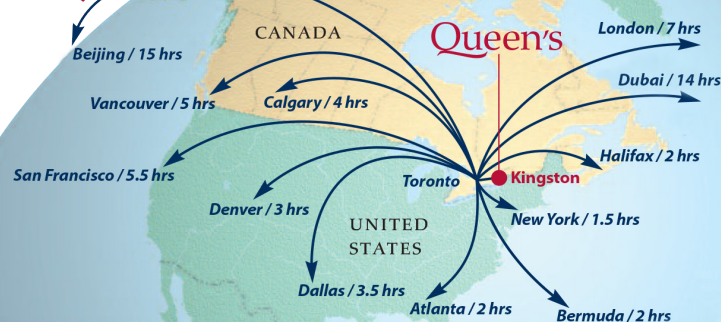 CANADA
Queen's
London / 7 hrs
Beijing / 15 hrs
Dubai / 14 hrs
Vancouver / 5 hrs
Calgary / 4 hrs
Halifax / 2 hrs
San Francisco / 5.5 hrs
Toronto
Kingston
Denver / 3 hrs
New York / 1.5 hrs
UNITED
STATES
Dallas / 3.5 hrs
Atlanta / 2 hrs
Bermuda / 2 hrs